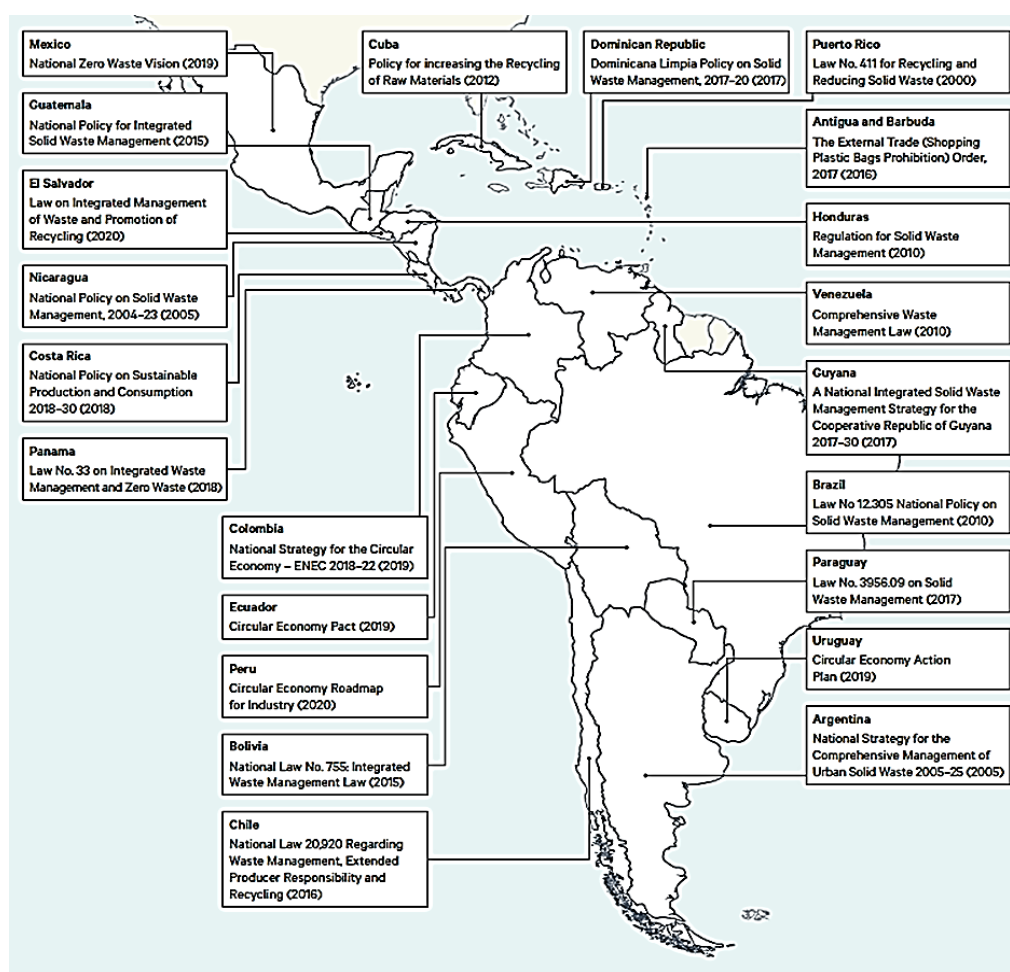 Mexico
National Zero Waste Vision (2019)
Guatemala
National Policy for Integrated
Solid Waste Management (2015)
El Salvador
Law on Integrated Management
of Waste and Promotion of
Recycling (2020)
Nicaragua
National Policy on Solid Waste
Management, 2004–23 (2005)
Costa Rica
National Policy on Sustainable
Production and Consumption
2018–30 (2018)
Panama
Law No. 33 on Integrated Waste
Management and Zero Waste (2018)
Colombia
National Strategy for the Circular
Economy – ENEC 2018–22 (2019)
Ecuador
Circular Economy Pact (2019)
Peru
Circular Economy Roadmap
for Industry (2020)
Bolivia
National Law No. 755: Integrated
Waste Management Law (2015)
Chile
National Law 20,920 Regarding
Waste Management, Extended
Producer Responsibility and
Recycling (2016)
Cuba
Policy for increasing the Recycling
of Raw Materials (2012)
Dominican Republic
Dominicana Limpia Policy on Solid
Waste Management, 2017–20 (2017)
Puerto Rico
Law No. 411 for Recycling and
Reducing Solid Waste (2000)
Antigua and Barbuda
The External Trade (Shopping
Plastic Bags Prohibition) Order,
2017 (2016)
Honduras
Regulation for Solid Waste
Management (2010)
Venezuela
Comprehensive Waste
Management Law (2010)
Guyana
A National Integrated Solid Waste
Management Strategy for the
Cooperative Republic of Guyana
2017–30 (2017)
Brazil
Law No 12.305 National Policy on
Solid Waste Management (2010)
Paraguay
Law No. 3956.09 on Solid
Waste Management (2017)
Uruguay
Circular Economy Action
Plan (2019)
Argentina
National Strategy for the
Comprehensive Management of
Urban Solid Waste 2005–25 (2005)